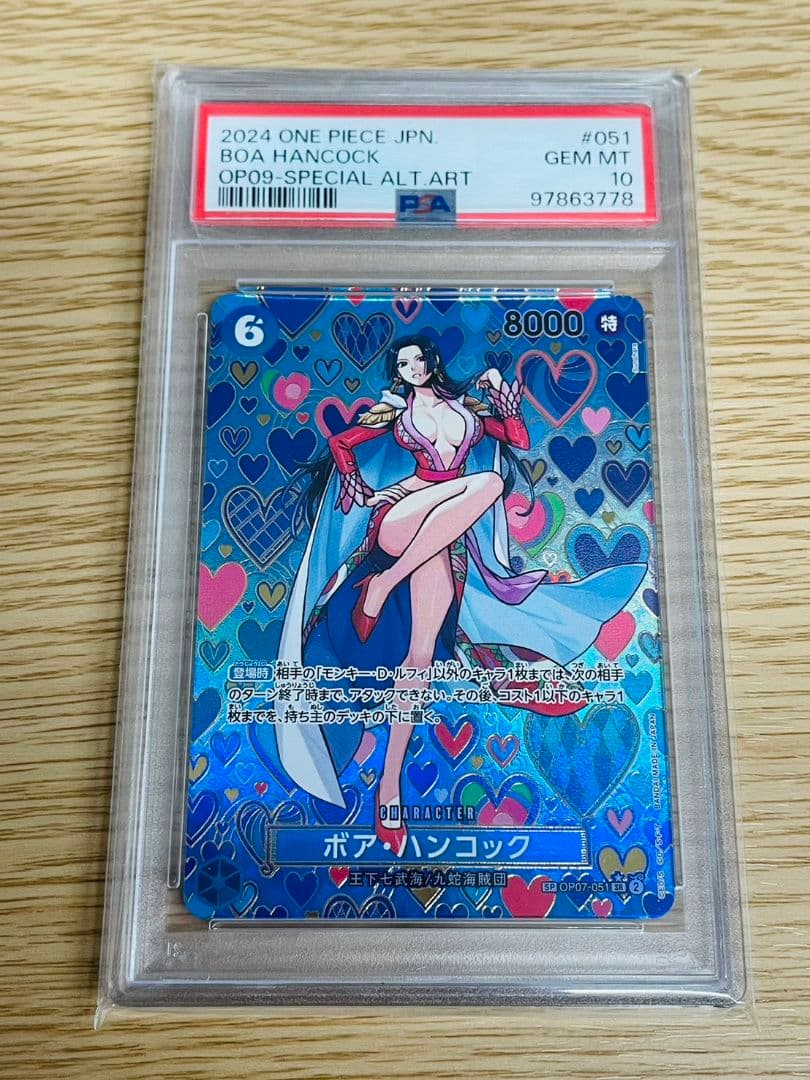 2024 ONE PIECE JPN. #051
BOA HANCOCK GEM MT
OP09-SPECIAL ALT.ART 10
PSA 97863778
6 8000 特
登場時 相手の「モンキー・D・ルフィ」以外のキャラ1枚までは、次の相手
のターン終了時まで、アタックできない。その後、コスト1以下のキャラ1
枚までを、持ち主のデッキの下に置く。
CHARACTER
ボア・ハンコック
王下七武海/九蛇海賊団
SP OP07-051 SR 2
BANDAI MADE IN JAPAN